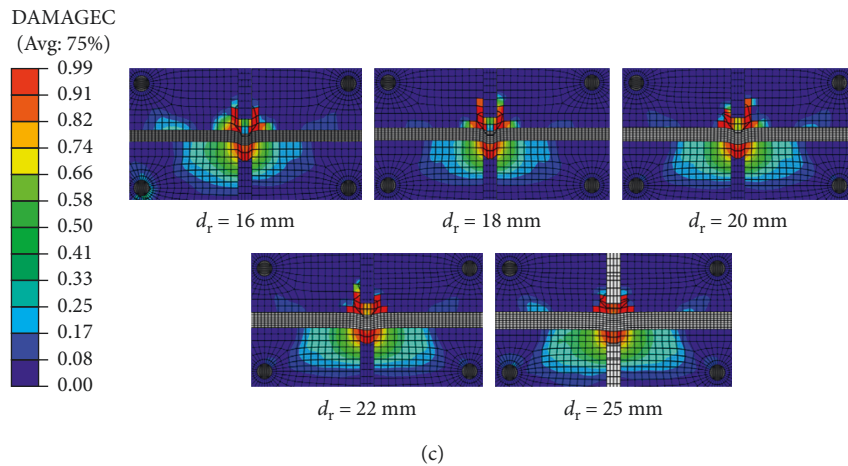 DAMAGEC
(Avg: 75%)
0.99
0.91
0.82
0.74
0.66
0.58
0.50
0.41
0.33
0.25
0.17
0.08
0.00
dr = 16 mm
dr = 18 mm
dr = 20 mm
dr = 22 mm
dr = 25 mm
(c)